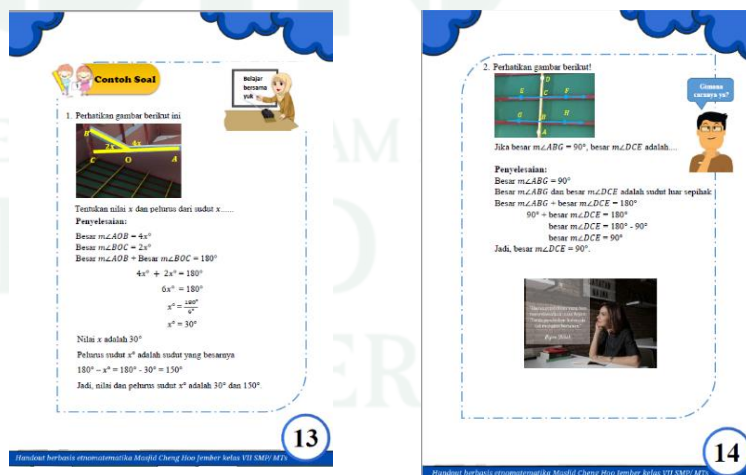 Contoh Soal
Belajar
bersama
yuk
1. Perhatikan gambar berikut ini
B
2x
4x
C
O
A
Tentukan nilai x dan pelurus dari sudut x......
Penyelesaian:
Besar m∠AOB = 4x°
Besar m∠BOC = 2x°
Besar m∠AOB + Besar m∠BOC = 180°
4x° + 2x° = 180°
6x° = 180°
x° = 180°/6°
x° = 30°
Nilai x adalah 30°
Pelurus sudut x° adalah sudut yang besarnya
180° – x° = 180° - 30° = 150°
Jadi, nilai dan pelurus sudut x° adalah 30° dan 150°.
13
Handout berbasis etnomatematika Masjid Cheng Hoo Jember kelas VII SMP/ MTs
2. Perhatikan gambar berikut!
D
E
C
F
G
B
H
A
Gimana
caranya ya?
Jika besar m∠ABG = 90°, besar m∠DCE adalah....
Penyelesaian:
Besar m∠ABG = 90°
Besar m∠ABG dan besar m∠DCE adalah sudut luar sepihak
Besar m∠ABG + besar m∠DCE = 180°
90° + besar m∠DCE = 180°
besar m∠DCE = 180° - 90°
besar m∠DCE = 90°
Jadi, besar m∠DCE = 90°.
14
Handout berbasis etnomatematika Masjid Cheng Hoo Jember kelas VII SMP/ MTs